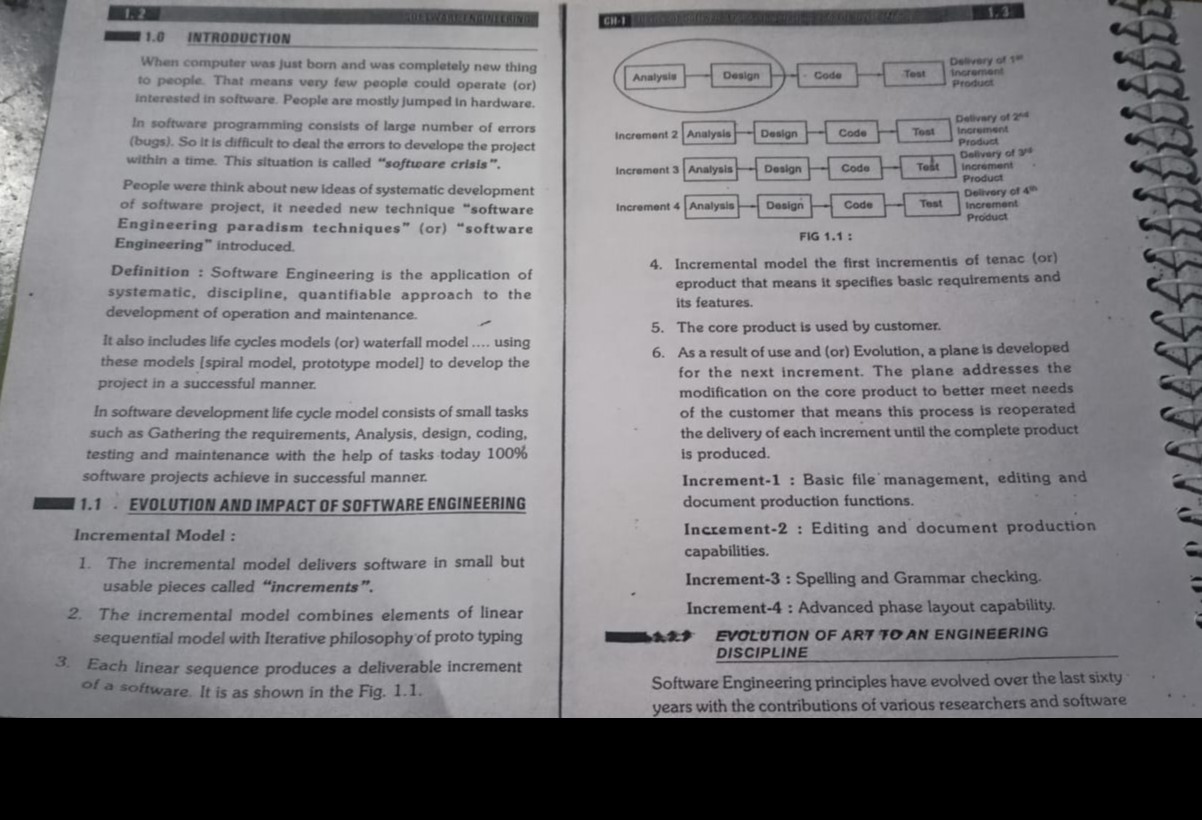 1.2
SOFTWARE ENGINEERING
1.0 INTRODUCTION
When computer was just born and was completely new thing
to people. That means very few people could operate (or)
interested in software. People are mostly jumped in hardware.
In software programming consists of large number of errors
(bugs). So it is difficult to deal the errors to develope the project
within a time. This situation is called "software crisis".
People were think about new ideas of systematic development
of software project, it needed new technique "software
Engineering paradism techniques" (or) "software
Engineering" introduced.
Definition : Software Engineering is the application of
systematic, discipline, quantifiable approach to the
development of operation and maintenance.
It also includes life cycles models (or) waterfall model .... using
these models [spiral model, prototype model] to develop the
project in a successful manner.
In software development life cycle model consists of small tasks
such as Gathering the requirements, Analysis, design, coding,
testing and maintenance with the help of tasks today 100%
software projects achieve in successful manner.
1.1 EVOLUTION AND IMPACT OF SOFTWARE ENGINEERING
Incremental Model :
1. The incremental model delivers software in small but
usable pieces called "increments".
2. The incremental model combines elements of linear
sequential model with Iterative philosophy of proto typing
3. Each linear sequence produces a deliverable increment
of a software. It is as shown in the Fig. 1.1.
CH-1
1.3
Analysis Design Code Test Delivery of 1st
Increment
Product
Increment 2 Analysis Design Code Test Delivery of 2nd
Increment
Product
Increment 3 Analysis Design Code Test Delivery of 3rd
Increment
Product
Increment 4 Analysis Design Code Test Delivery of 4th
Increment
Product
FIG 1.1 :
4. Incremental model the first incrementis of tenac (or)
eproduct that means it specifies basic requirements and
its features.
5. The core product is used by customer.
6. As a result of use and (or) Evolution, a plane is developed
for the next increment. The plane addresses the
modification on the core product to better meet needs
of the customer that means this process is reoperated
the delivery of each increment until the complete product
is produced.
Increment-1 : Basic file management, editing and
document production functions.
Increment-2 : Editing and document production
capabilities.
Increment-3 : Spelling and Grammar checking.
Increment-4 : Advanced phase layout capability.
EVOLUTION OF ART TO AN ENGINEERING
DISCIPLINE
Software Engineering principles have evolved over the last sixty
years with the contributions of various researchers and software